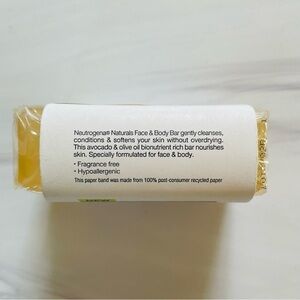 Neutrogena® Naturals Face & Body Bar gently cleanses,
conditions & softens your skin without overdrying.
This avocado & olive oil bionutrient rich bar nourishes
skin. Specially formulated for face & body.
• Fragrance free
• Hypoallergenic
This paper band was made from 100% post-consumer recycled paper